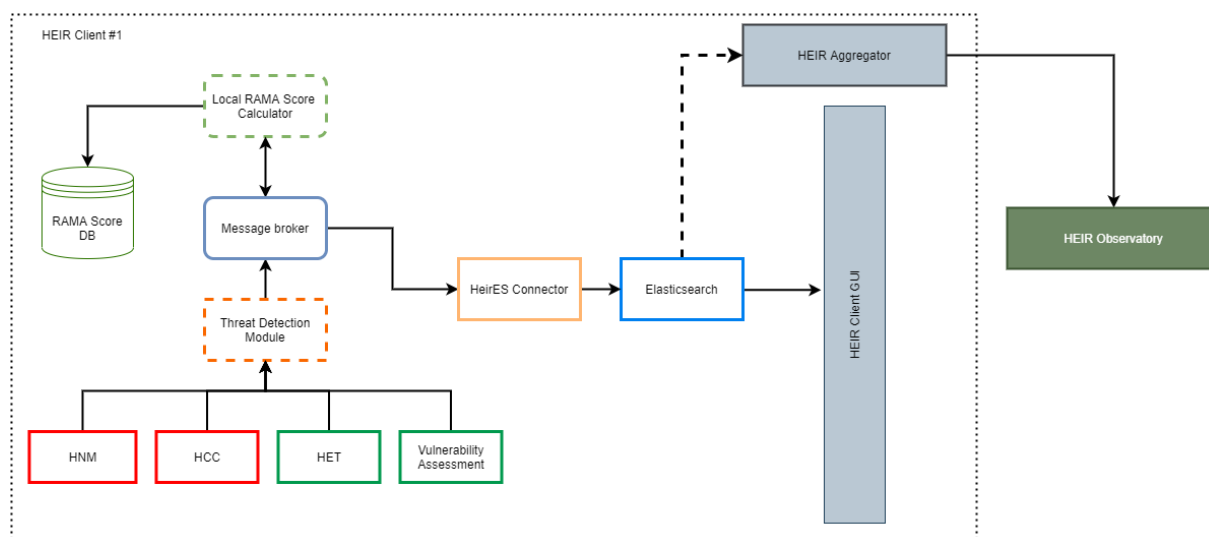 HEIR Client #1
HEIR Aggregator
Local RAMA Score
Calculator
RAMA Score
DB
Message broker
HEIR Observatory
HeirES Connector
Elasticsearch
HEIR Client GUI
Threat Detection
Module
HNM
HCC
HET
Vulnerability
Assessment